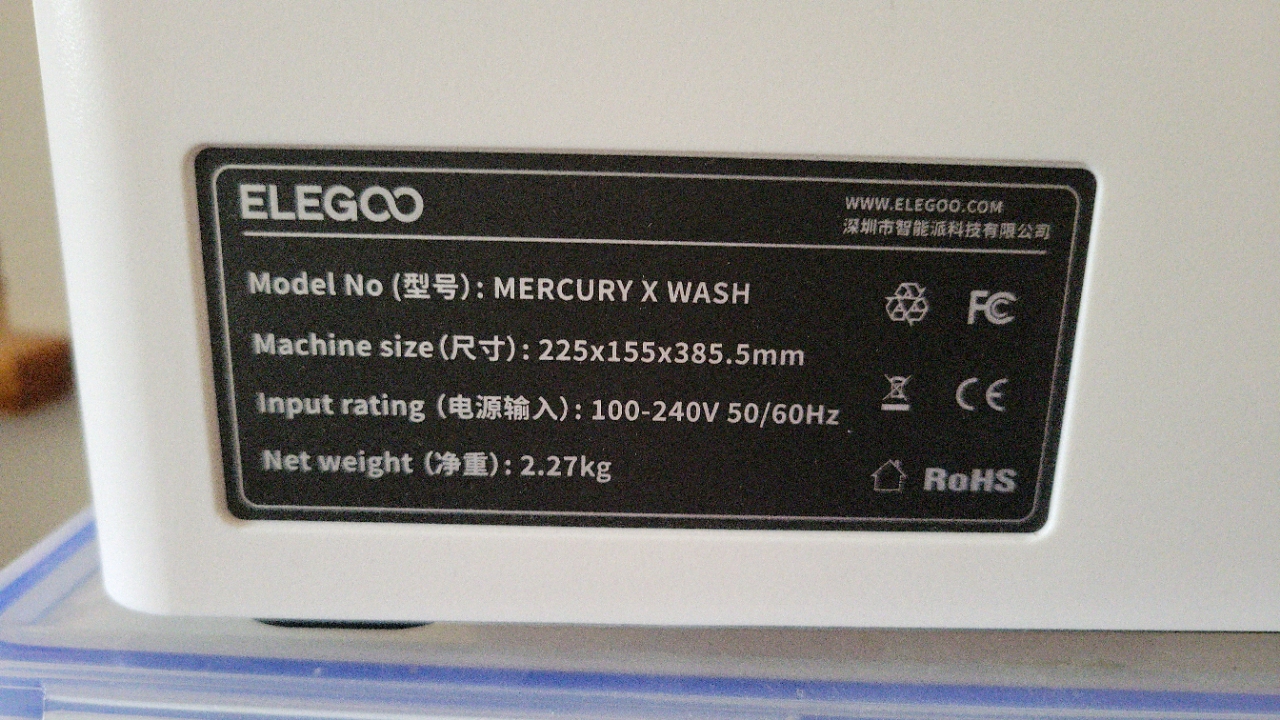 ELEGOO
WWW.ELEGOO.COM
深圳市智能派科技有限公司
Model No (型号): MERCURY X WASH
Machine size (尺寸): 225x155x385.5mm
Input rating (电源输入): 100-240V 50/60Hz
Net weight (净重): 2.27kg
FC
CE
RoHS